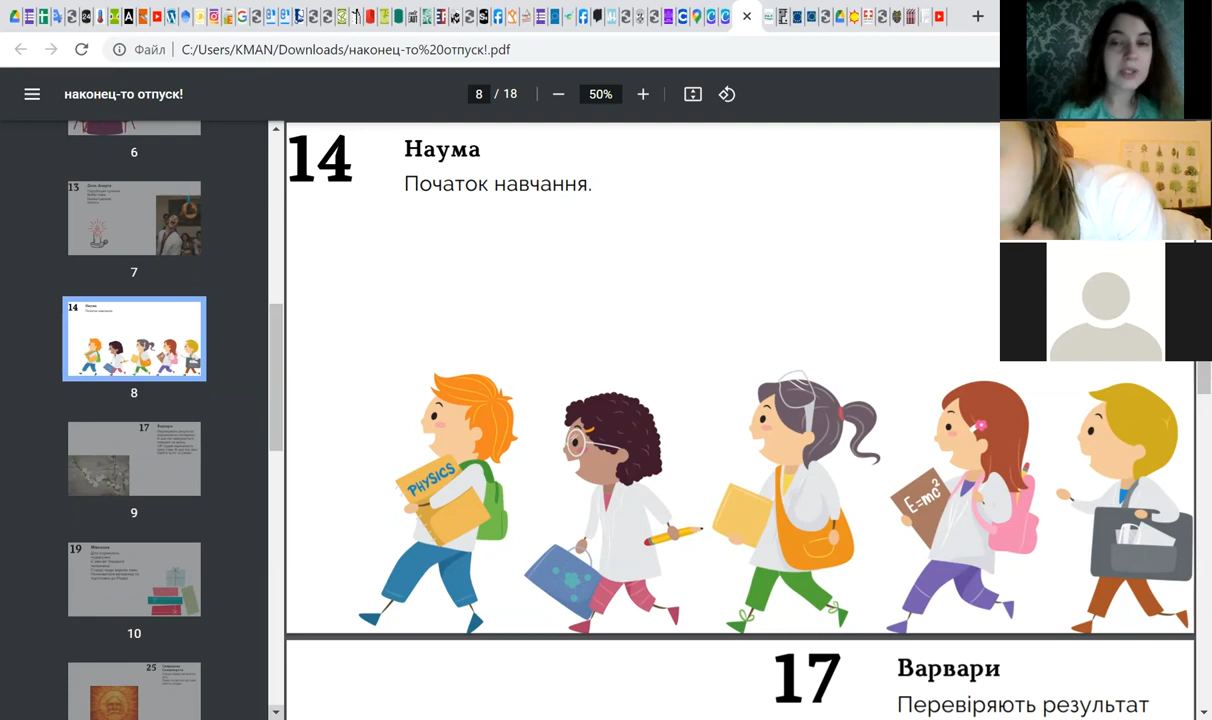 Файл
C:/Users/KMAN/Downloads/наконец-то%20отпуск!.pdf
наконец-то отпуск!
8 / 18
50%
6
13
7
14
8
17
9
19
10
25
14
Наума
Початок навчання.
PHYSICS
E=mc²
17
Варвари
Перевіряють результат